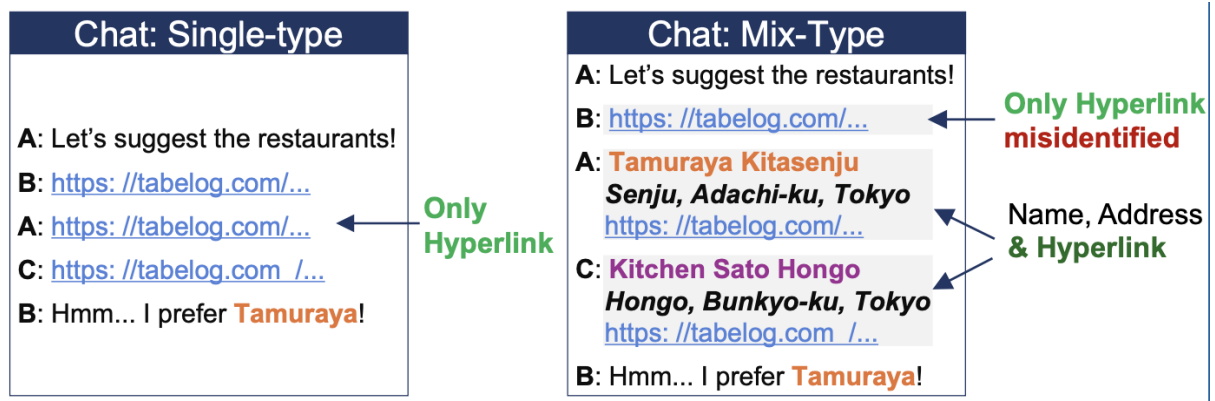 Chat: Single-type
A: Let's suggest the restaurants!
B: https: //tabelog.com/...
A: https: //tabelog.com/...
C: https: //tabelog.com /...
B: Hmm... I prefer Tamuraya!
Only
Hyperlink
Chat: Mix-Type
A: Let's suggest the restaurants!
B: https: //tabelog.com/...
A: Tamuraya Kitasenju
Senju, Adachi-ku, Tokyo
https: //tabelog.com/...
C: Kitchen Sato Hongo
Hongo, Bunkyo-ku, Tokyo
https: //tabelog.com /...
B: Hmm... I prefer Tamuraya!
Only Hyperlink
misidentified
Name, Address
& Hyperlink